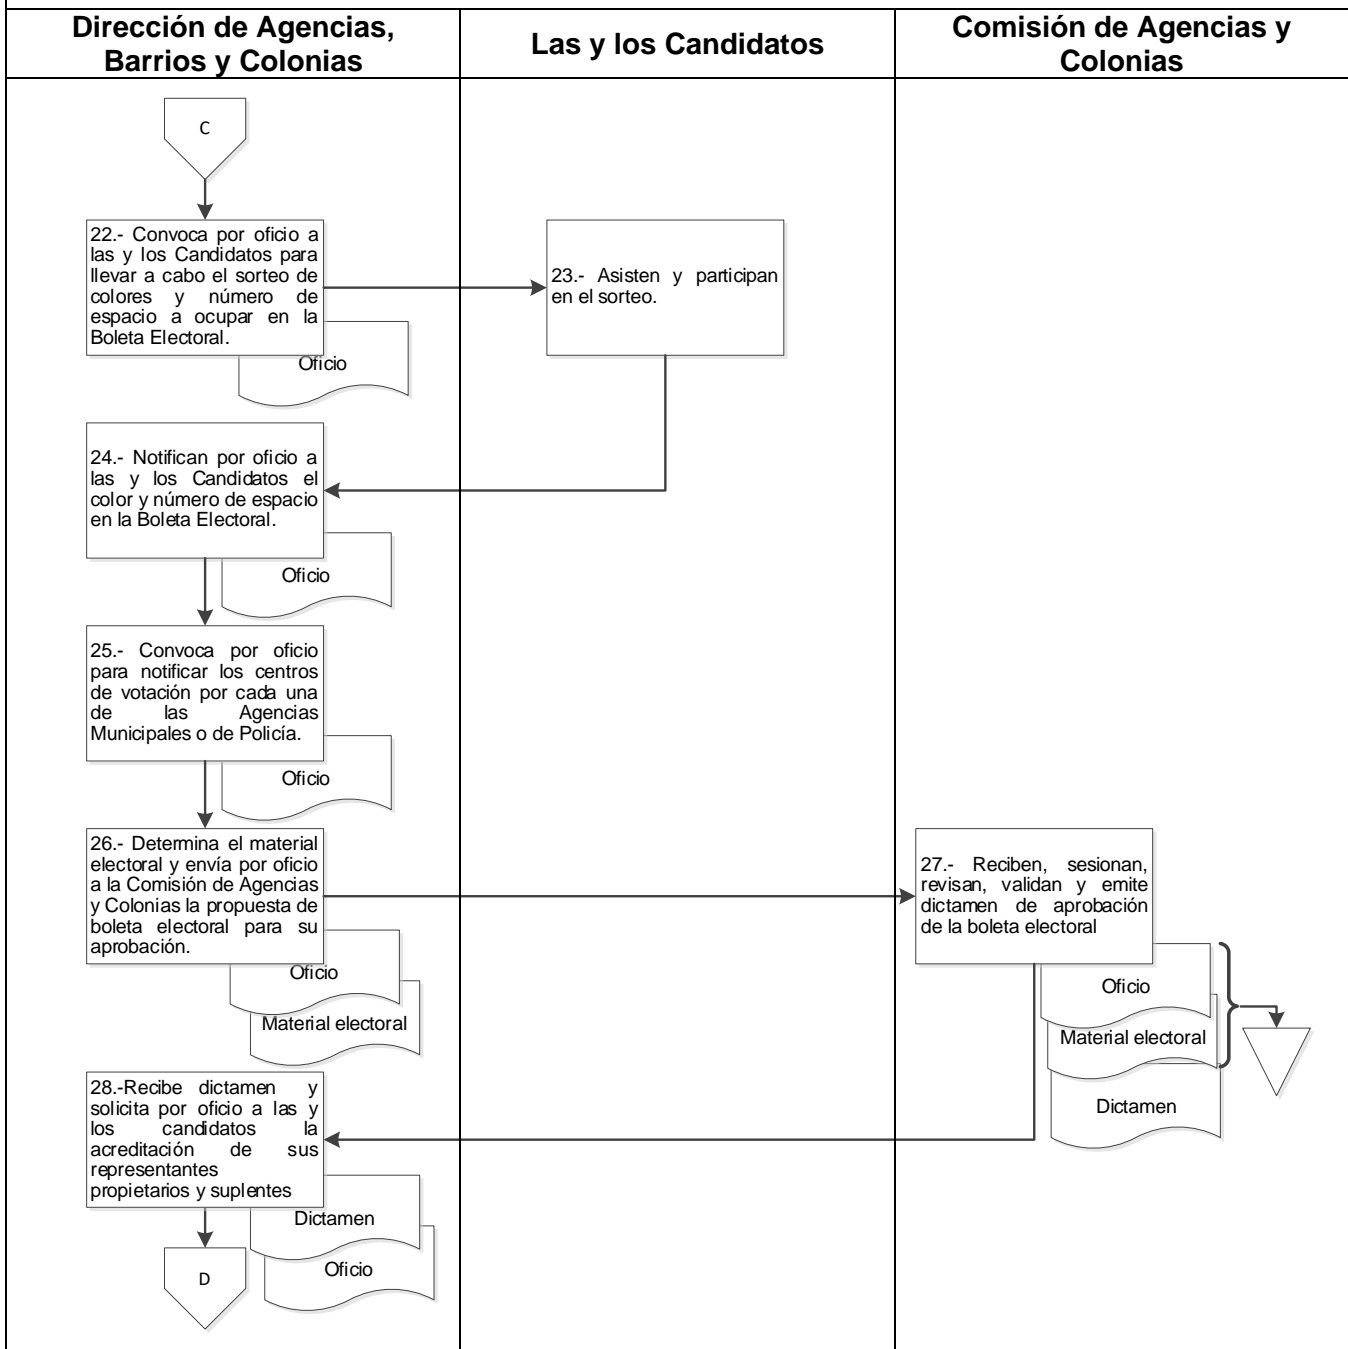 Dirección de Agencias,
Barrios y Colonias
Las y los Candidatos
Comisión de Agencias y
Colonias
C
22.- Convoca por oficio a
las y los Candidatos para
llevar a cabo el sorteo de
colores y número de
espacio a ocupar en la
Boleta Electoral.
Oficio
23.- Asisten y participan
en el sorteo.
24.- Notifican por oficio a
las y los Candidatos el
color y número de espacio
en la Boleta Electoral.
Oficio
25.- Convoca por oficio
para notificar los centros
de votación por cada una
de las Agencias
Municipales o de Policía.
Oficio
26.- Determina el material
electoral y envía por oficio
a la Comisión de Agencias
y Colonias la propuesta de
boleta electoral para su
aprobación.
Oficio
Material electoral
27.- Reciben, sesionan,
revisan, validan y emite
dictamen de aprobación
de la boleta electoral
Oficio
Material electoral
Dictamen
28.-Recibe dictamen y
solicita por oficio a las y
los candidatos la
acreditación de sus
representantes
propietarios y suplentes
Dictamen
Oficio
D